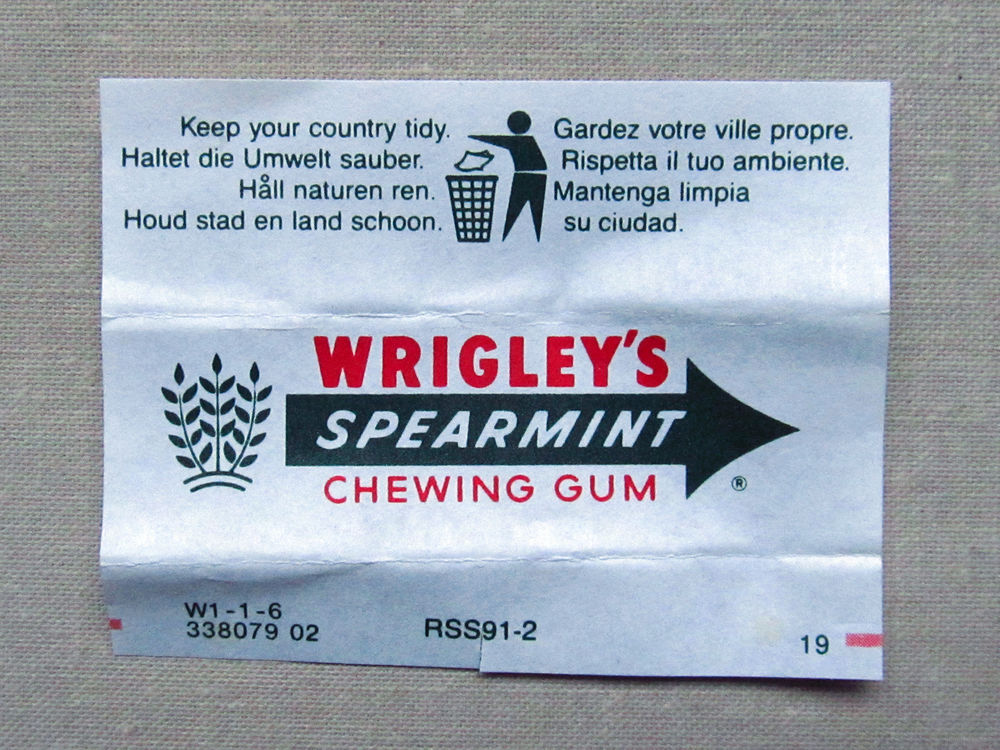 Keep your country tidy.
Haltet die Umwelt sauber.
Håll naturen ren.
Houd stad en land schoon.
Gardez votre ville propre.
Rispetta il tuo ambiente.
Mantenga limpia
su ciudad.
WRIGLEY'S
SPEARMINT
CHEWING GUM
®
W1-1-6
338079 02
RSS91-2
19